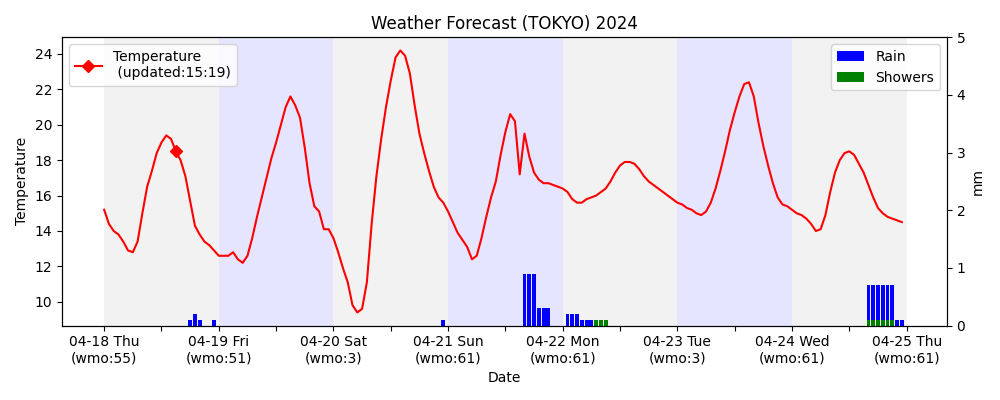 Weather Forecast (TOKYO) 2024
Temperature
(updated:15:19)
Rain
Showers
24
22
20
18
16
14
12
10
Temperature
5
4
3
2
1
0
mm
04-18 Thu
(wmo:55)
04-19 Fri
(wmo:51)
04-20 Sat
(wmo:3)
04-21 Sun
(wmo:61)
04-22 Mon
(wmo:61)
04-23 Tue
(wmo:3)
04-24 Wed
(wmo:61)
04-25 Thu
(wmo:61)
Date